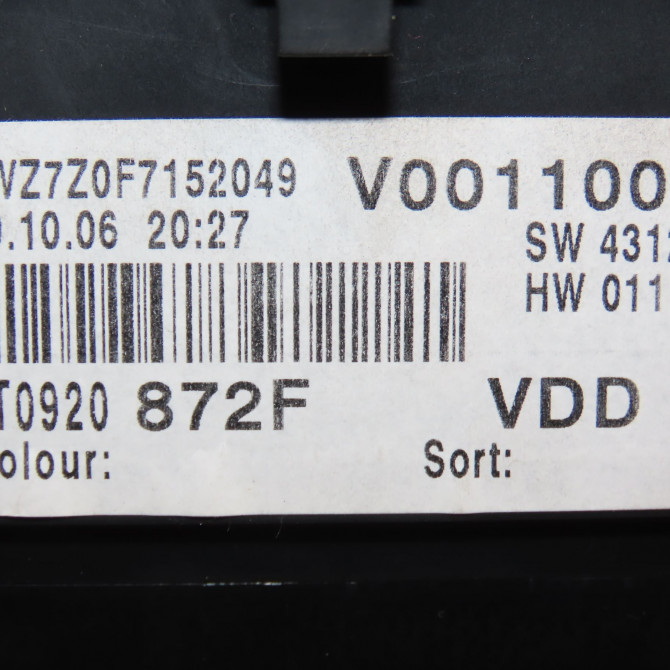 VZ7Z0F7152049 V001100
.10.06 20:27 SW 431
HW 011
T0920 872F VDD
olour: Sort: